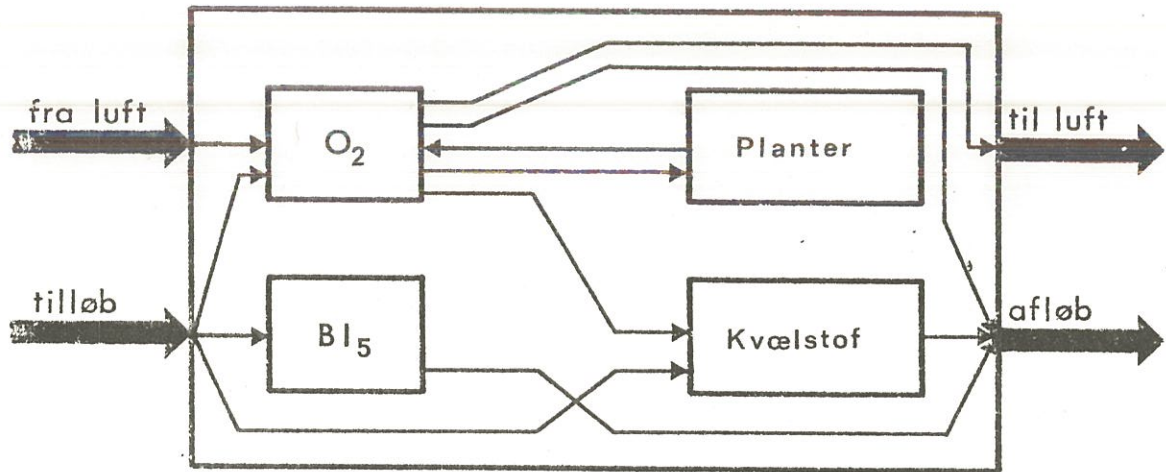 fra luft
O2
Planter
til luft
tilløb
BI5
Kvælstof
afløb